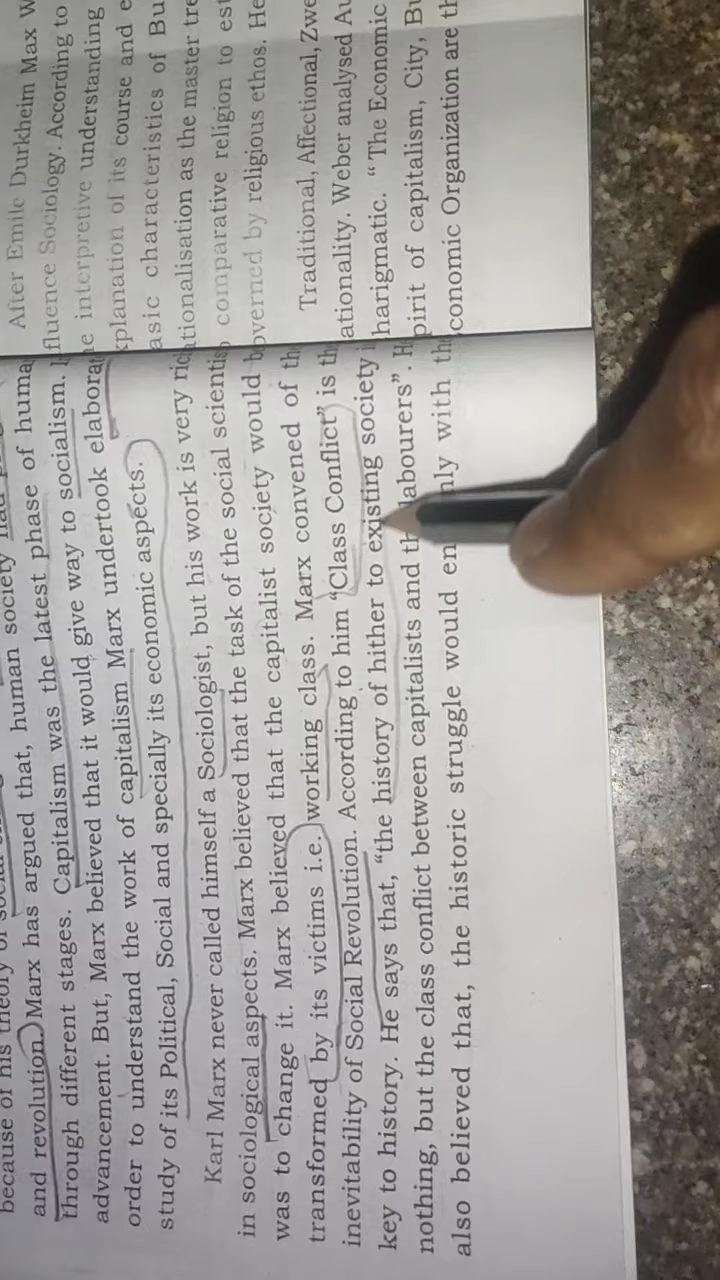 because of his theory of social
and revolution. Marx has argued that, human society had
through different stages. Capitalism was the latest phase of huma
advancement. But, Marx believed that it would give way to socialism.
order to understand the work of capitalism Marx undertook elaborat
study of its Political, Social and specially its economic aspects.
Karl Marx never called himself a Sociologist, but his work is very ric
in sociological aspects. Marx believed that the task of the social scientis
was to change it. Marx believed that the capitalist society would b
transformed by its victims i.e. working class. Marx convened of th
inevitability of Social Revolution. According to him “Class Conflict” is th
key to history. He says that, “the history of hither to existing society i
nothing, but the class conflict between capitalists and th labourers”. H
also believed that, the historic struggle would en nly with th
After Emile Durkheim Max W
fluence Sociology. According to
e interpretive understanding
xplanation of its course and e
asic characteristics of Bu
tionalisation as the master tre
comparative religion to est
overned by religious ethos. He
Traditional, Affectional, Zwe
ationality. Weber analysed Au
harigmatic. “The Economic
pirit of capitalism, City, Bu
conomic Organization are th